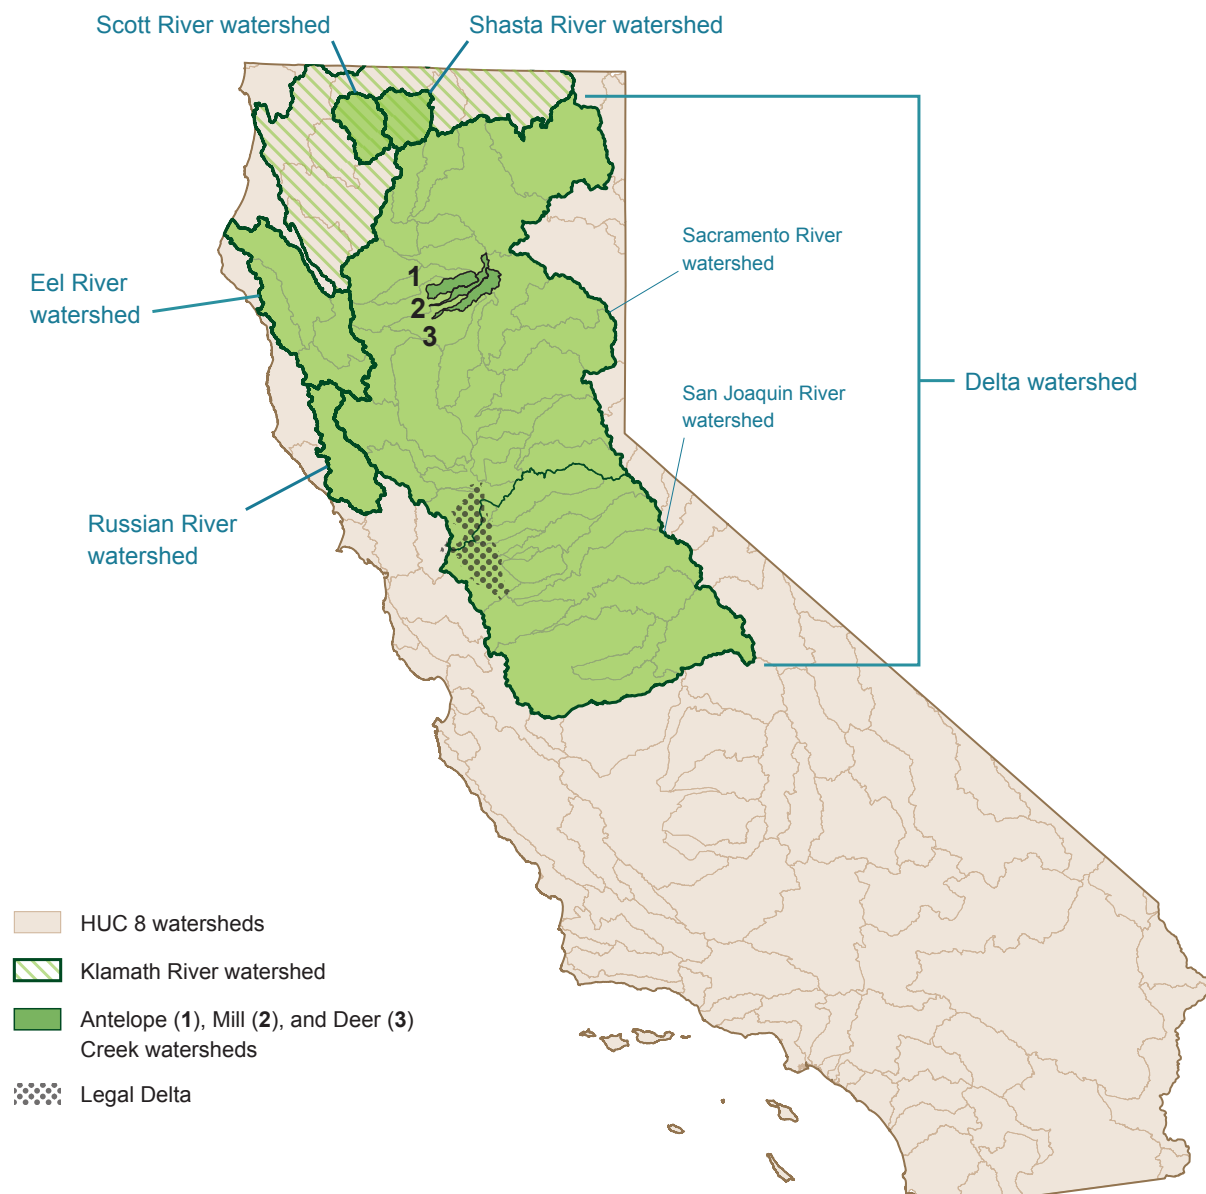 Scott River watershed
Shasta River watershed
Sacramento River
watershed
Eel River
watershed
1
2
3
San Joaquin River
watershed
Delta watershed
Russian River
watershed
HUC 8 watersheds
Klamath River watershed
Antelope (1), Mill (2), and Deer (3)
Creek watersheds
Legal Delta